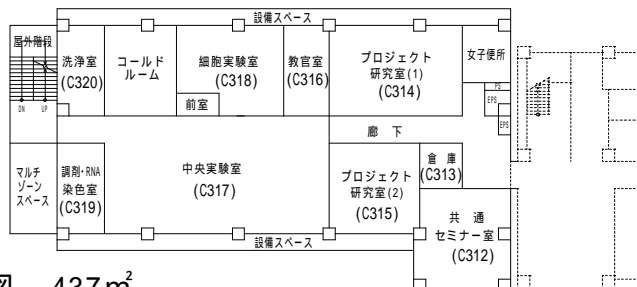 設備スペース
屋外階段
DN
UP
洗浄室
(C320)
コールド
ルーム
細胞実験室
(C318)
前室
教官室
(C316)
プロジェクト
研究室(1)
(C314)
女子便所
PS
EPS
EPS
廊 下
マルチ
ゾーン
スペース
調剤・RNA
染色室
(C319)
中央実験室
(C317)
プロジェクト
研究室(2)
(C315)
倉 庫
(C313)
共 通
セミナー室
(C312)
設備スペース
437㎡